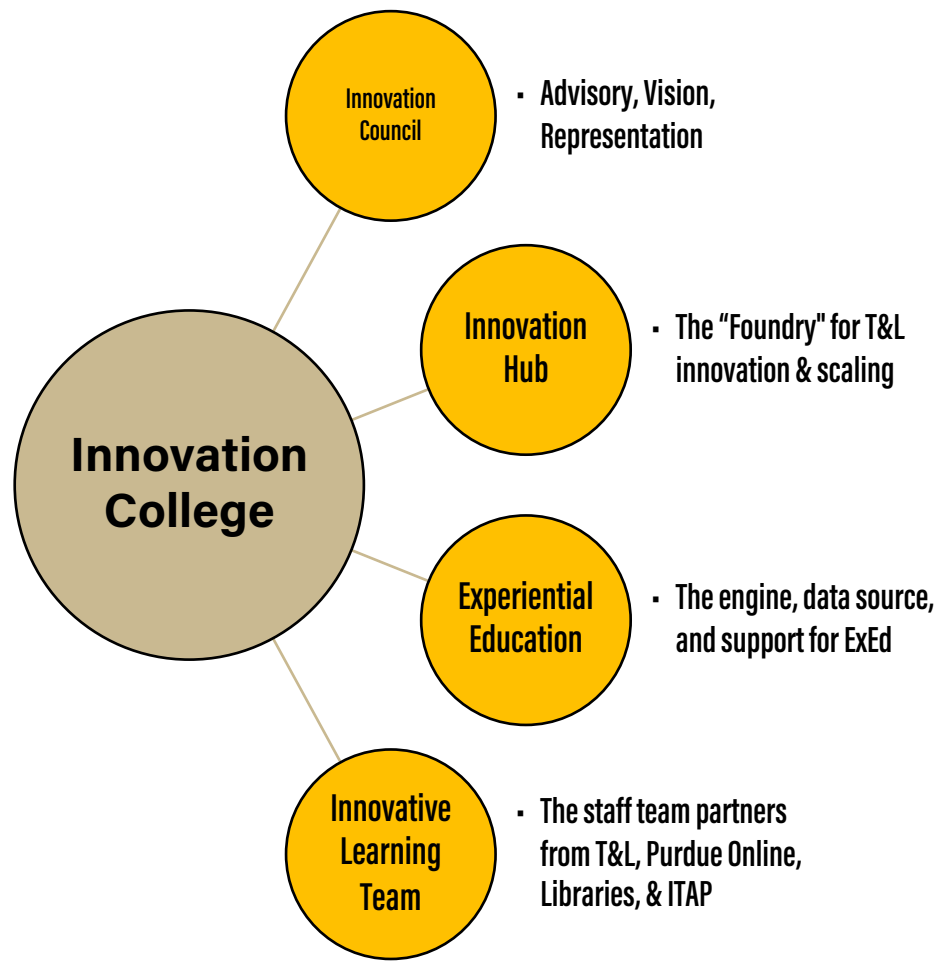 Innovation
Council
▪ Advisory, Vision,
Representation
Innovation
Hub
▪ The “Foundry" for T&L
innovation & scaling
Innovation
College
Experiential
Education
▪ The engine, data source,
and support for ExEd
Innovative
Learning
Team
▪ The staff team partners
from T&L, Purdue Online,
Libraries, & ITAP